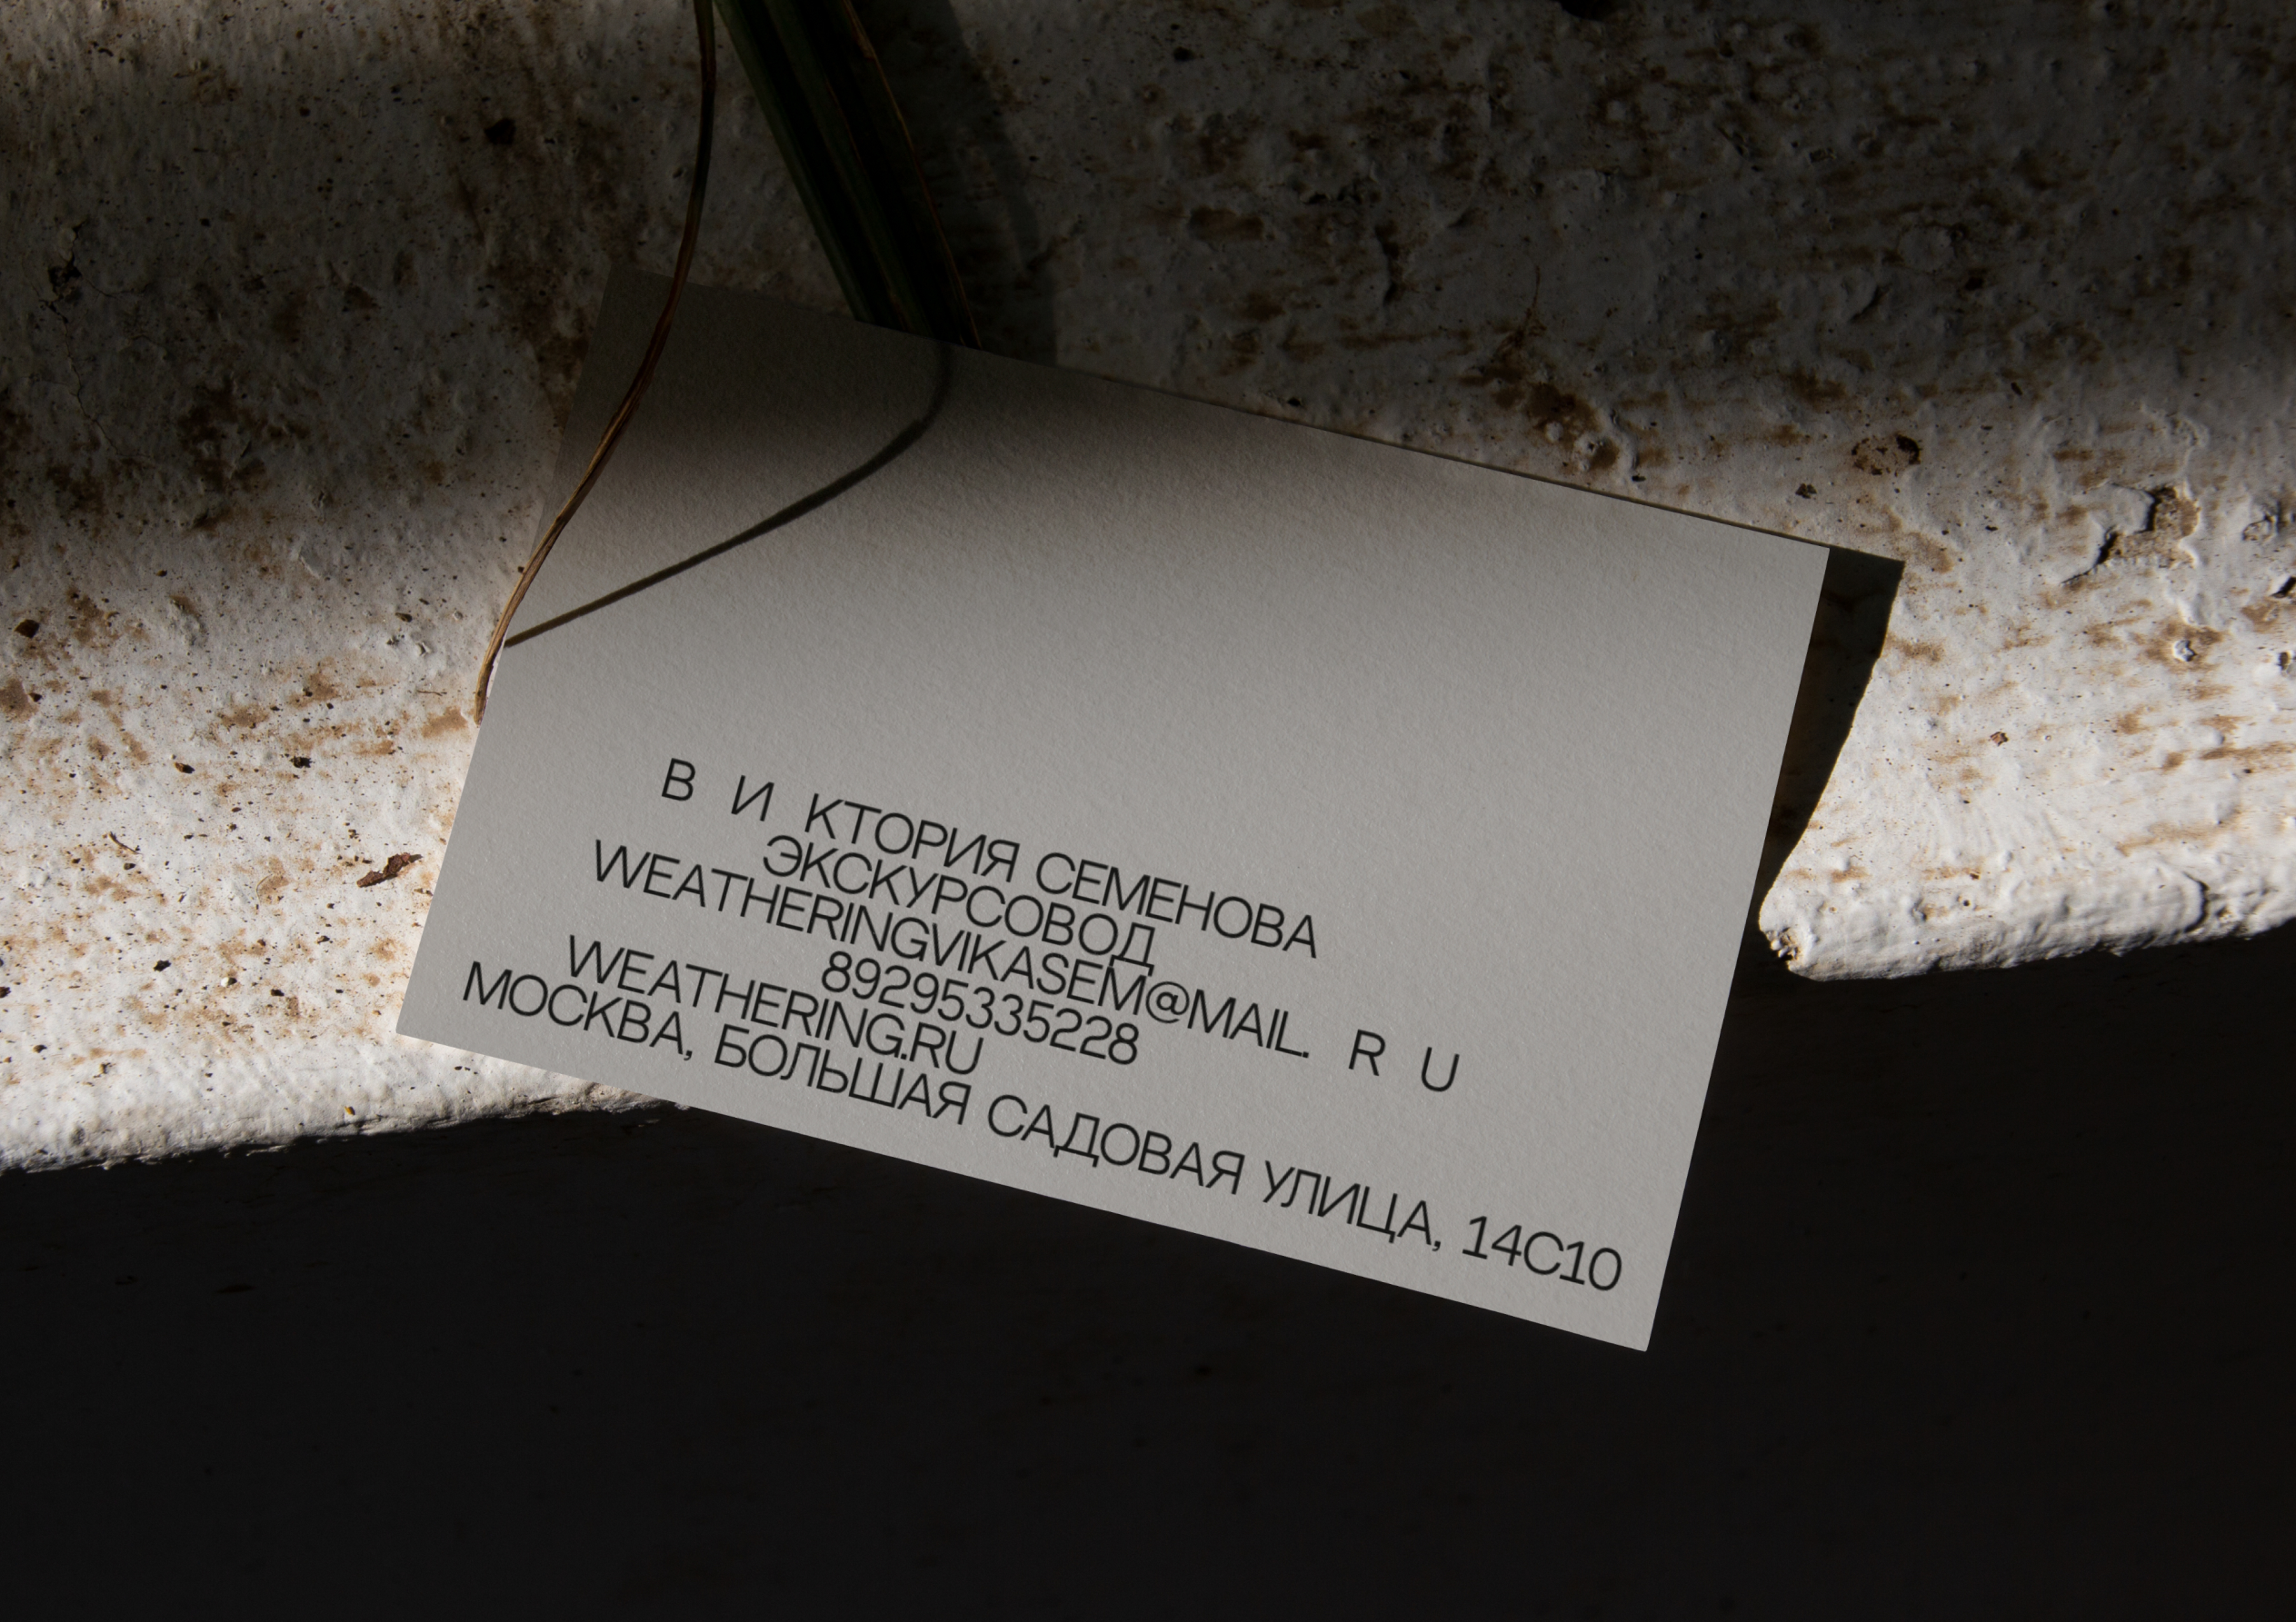 В И КТОРИЯ СЕМЕНОВА
ЭКСКУРСОВОД
WEATHERINGVIKASEM@MAIL. R U
89295335228
WEATHERING.RU
МОСКВА, БОЛЬШАЯ САДОВАЯ УЛИЦА, 14С10